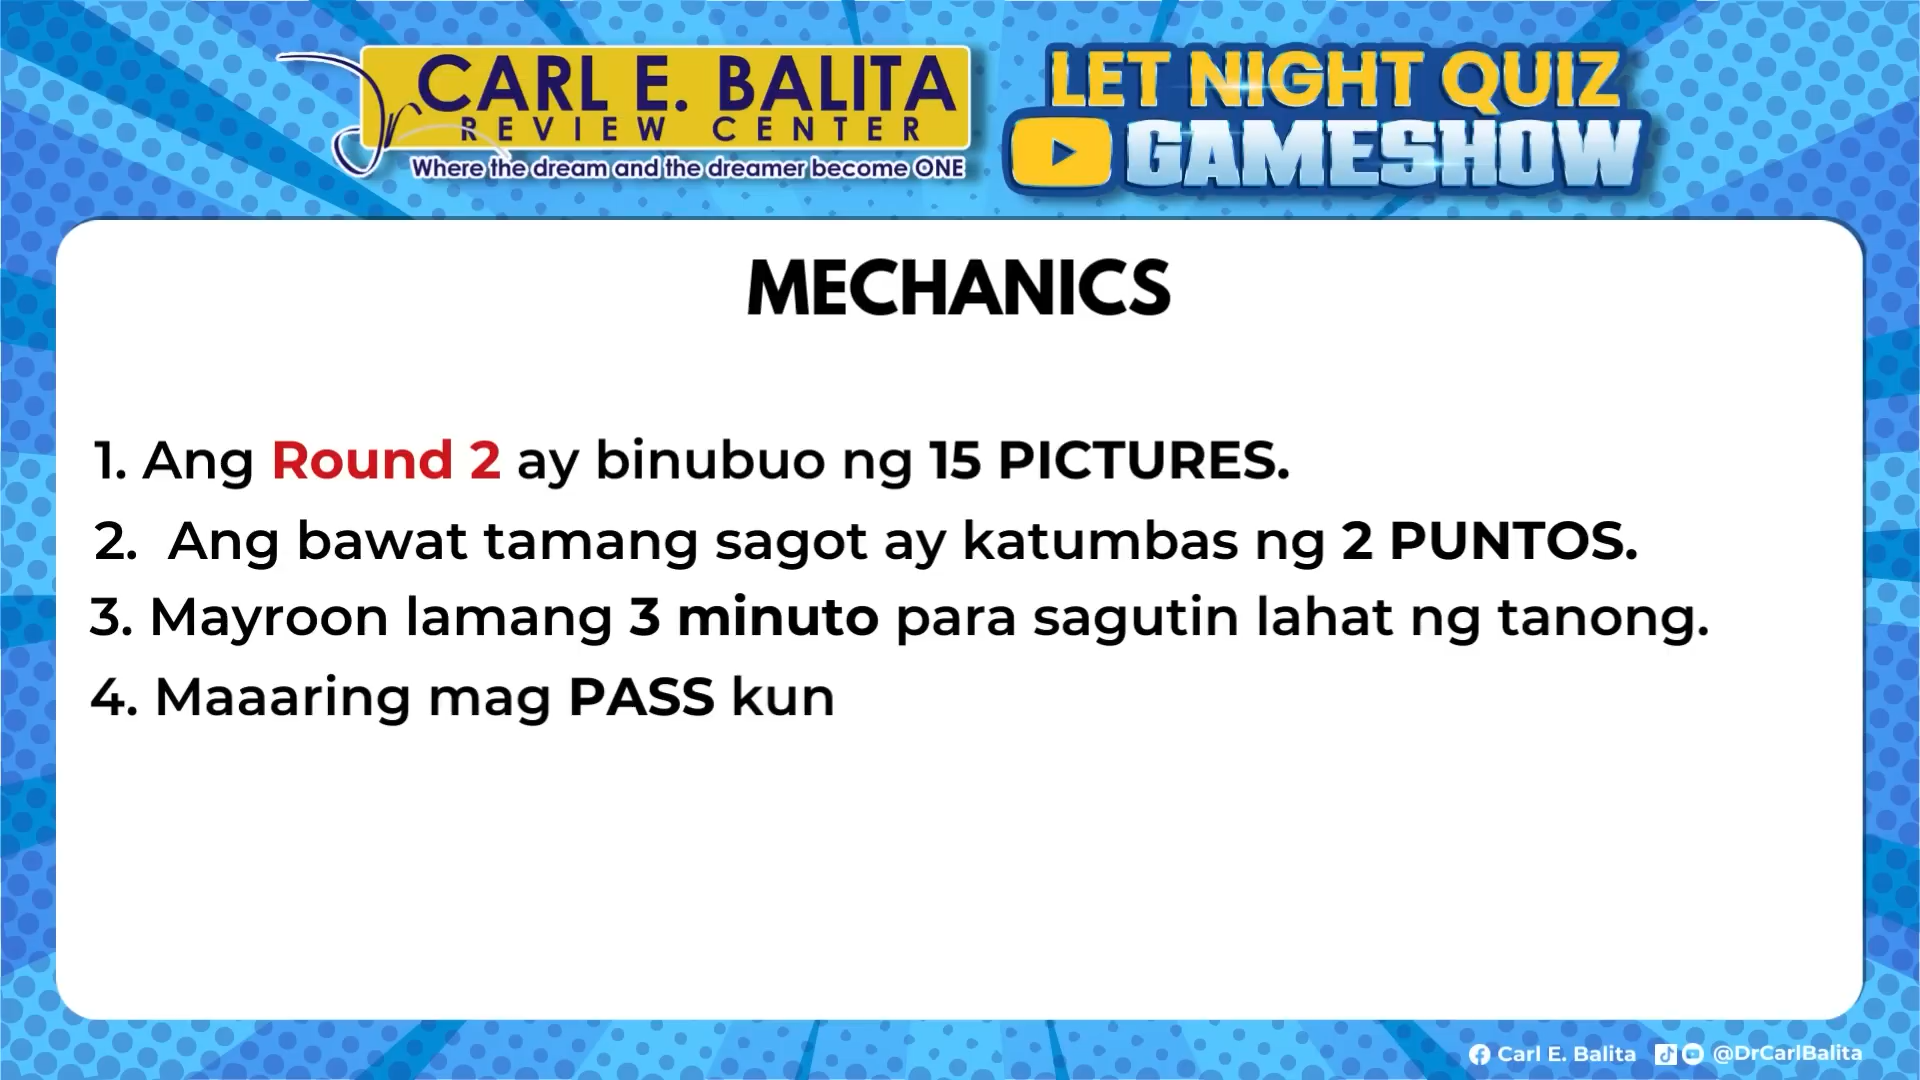 Dr CARL E. BALITA
REVIEW CENTER
Where the dream and the dreamer become ONE
LET NIGHT QUIZ
GAMESHOW
MECHANICS
1. Ang Round 2 ay binubuo ng 15 PICTURES.
2. Ang bawat tamang sagot ay katumbas ng 2 PUNTOS.
3. Mayroon lamang 3 minuto para sagutin lahat ng tanong.
4. Maaaring mag PASS kun
Carl E. Balita @DrCarlBalita